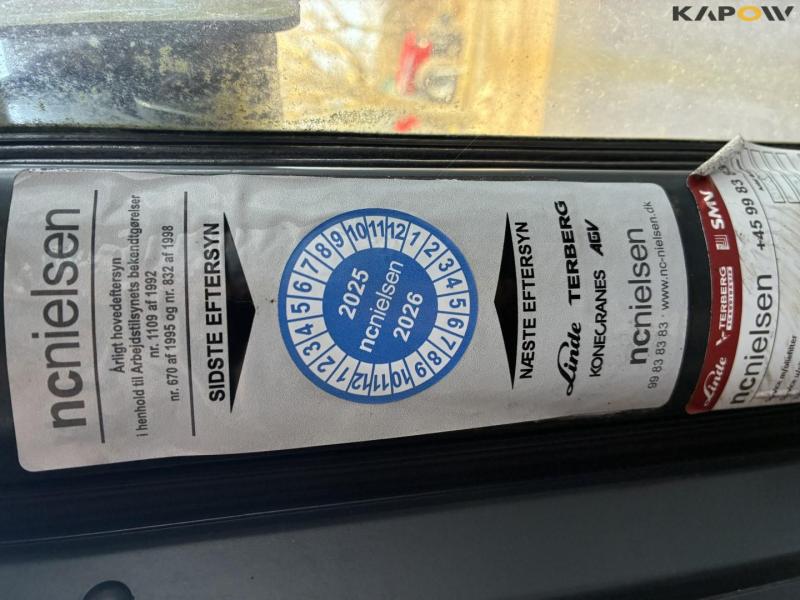 KAPOW
ncnielsen
Årligt hovedeftersyn
i henhold til Arbejdstilsynets bekendtgørelser
nr. 1109 af 1992
nr. 670 af 1995 og nr. 832 af 1998
SIDSTE EFTERSYN
1 2 3 4 5 6 7 8 9 10 11 12
2025
ncnielsen
2026
1 2 3 4 5 6 7 8 9 10 11 12
NÆSTE EFTERSYN
Linde TERBERG
KONECRANES AGV
ncnielsen
99 83 83 83 · www.nc-nielsen.dk
Linde TERBERG SMV
ncnielsen +45 99 83